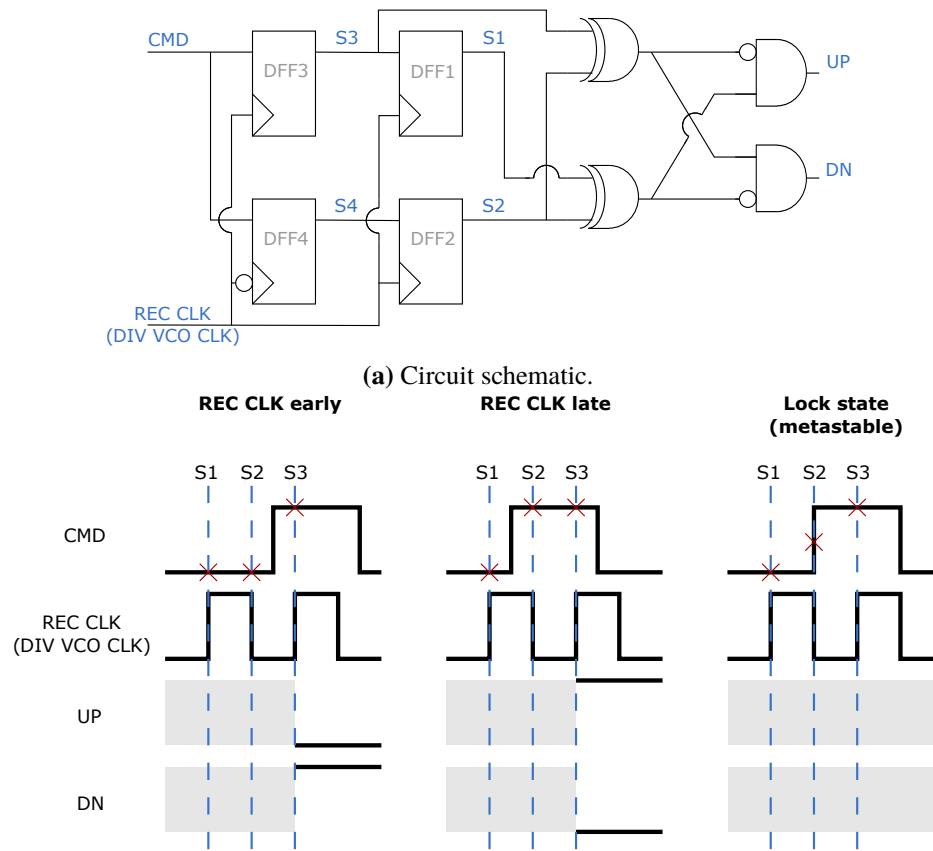 CMD
S3
S1
DFF3
DFF1
UP
DN
S4
S2
DFF4
DFF2
REC CLK
(DIV VCO CLK)
(a) Circuit schematic.
REC CLK early
REC CLK late
Lock state
(metastable)
S1 S2 S3
S1 S2 S3
S1 S2 S3
CMD
REC CLK
(DIV VCO CLK)
UP
DN